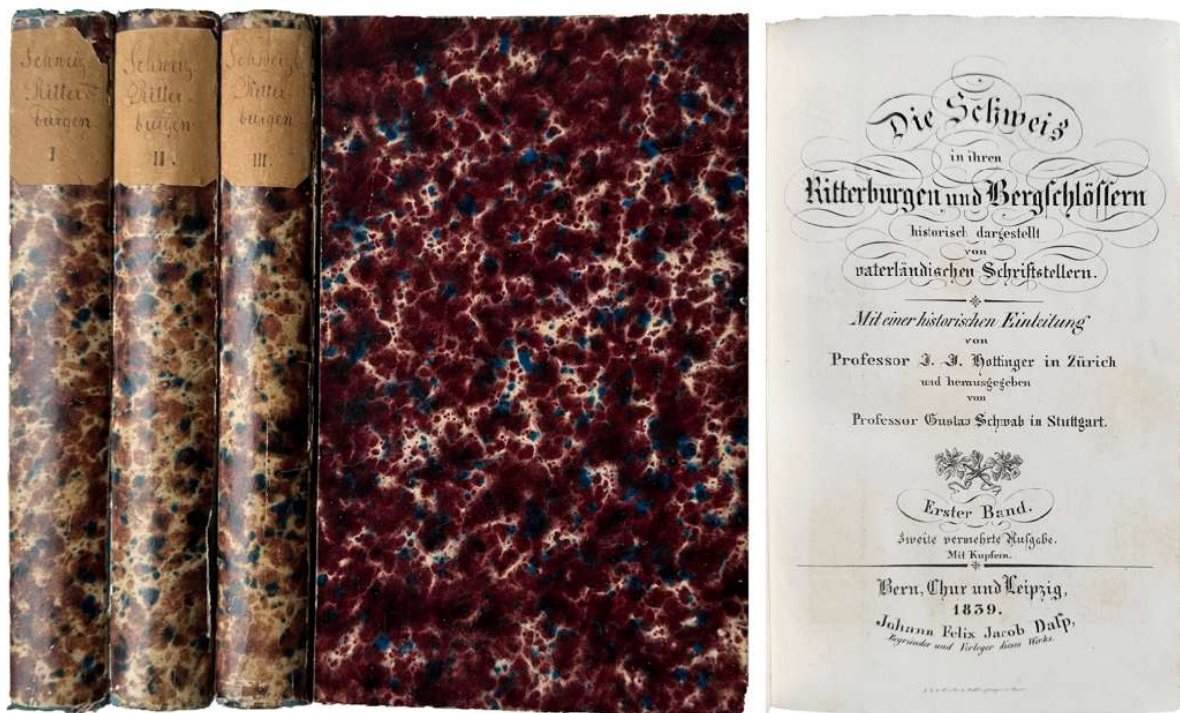 Schweiz.
Ritter-
burgen
I
Schweiz.
Ritter-
burgen
II.
Schweiz.
Ritter-
burgen
III.
Die Schweiz
in ihren
Ritterburgen und Bergschlössern
historisch dargestellt
von
vaterländischen Schriftstellern.
Mit einer historischen Einleitung
von
Professor J. J. Hottinger in Zürich
und herausgegeben
von
Professor Gustav Schwab in Stuttgart.
Erster Band.
Zweite vermehrte Ausgabe.
Mit Kupfern.
Bern, Chur und Leipzig,
1839.
Johann Felix Jacob Dalp,
Begründer und Verleger dieses Werks.